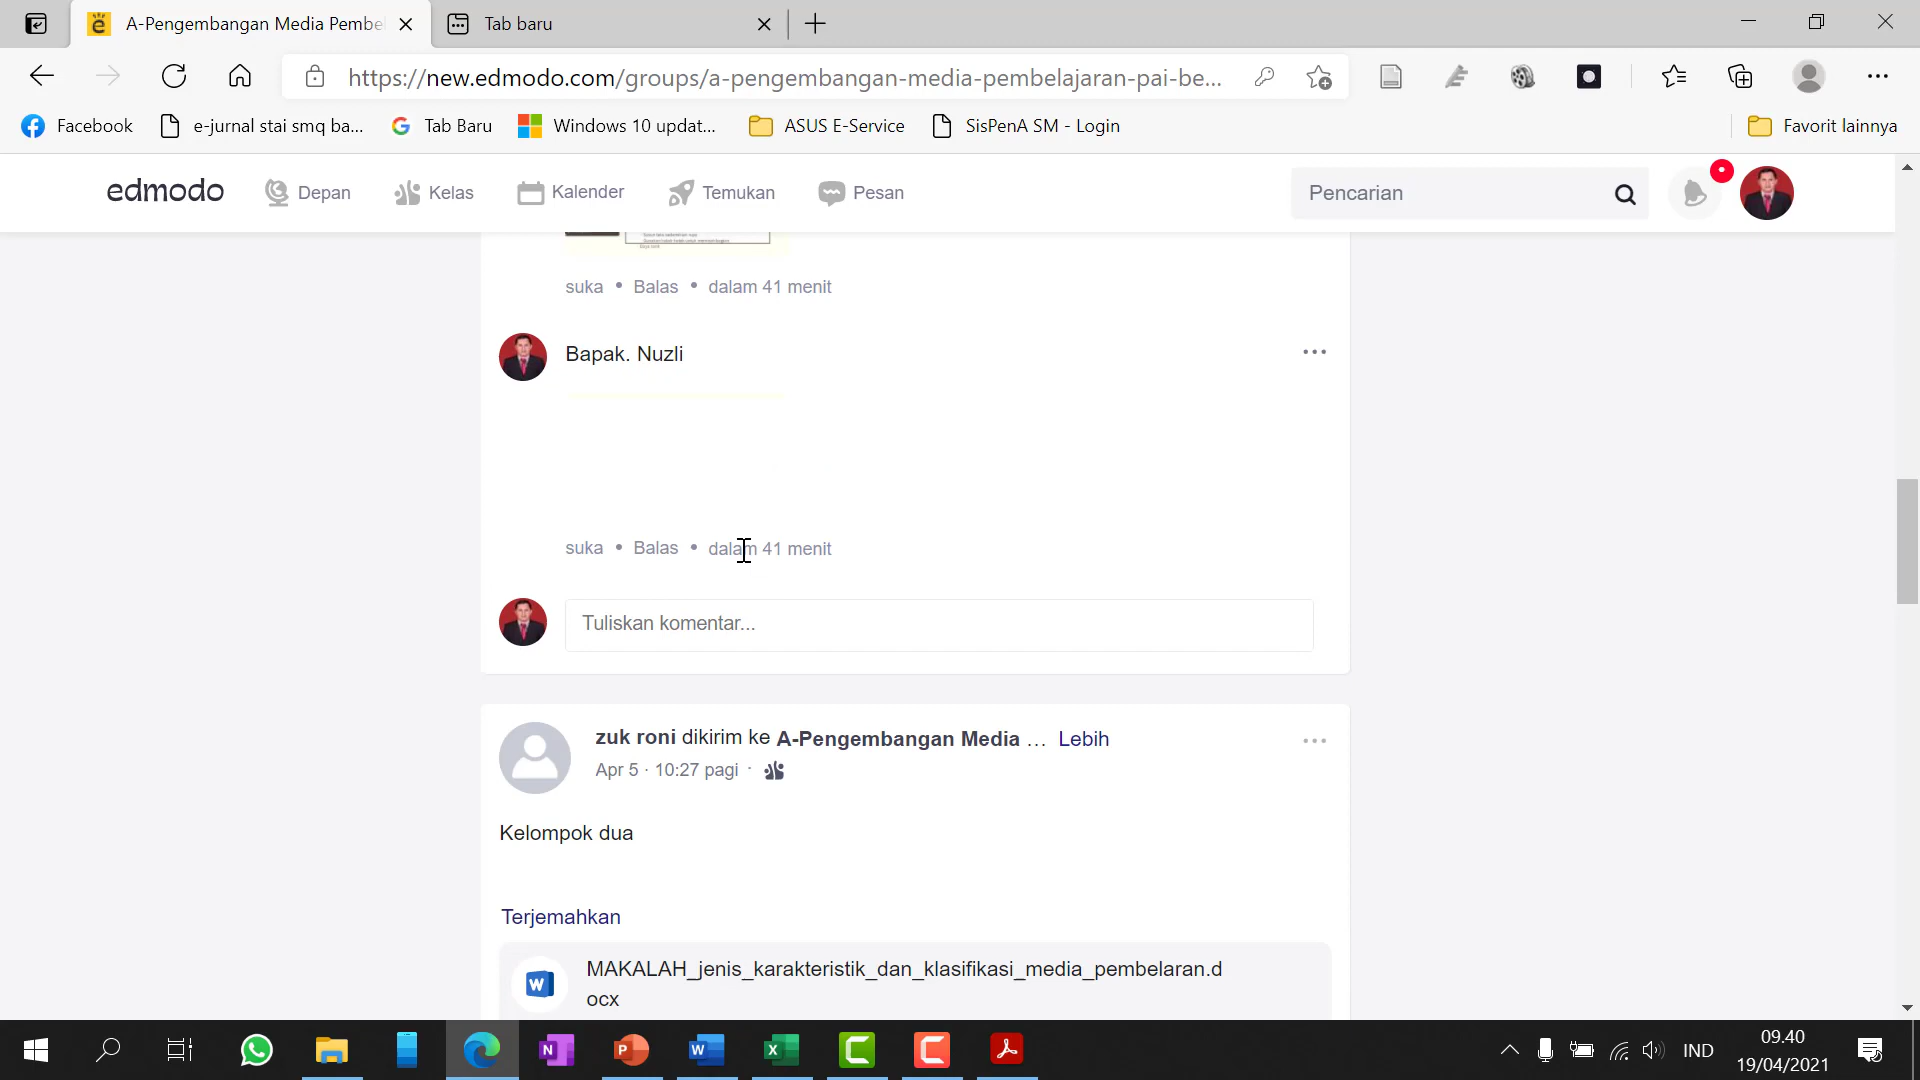 A-Pengembangan Media Pembel
Tab baru
https://new.edmodo.com/groups/a-pengembangan-media-pembelajaran-pai-be...
Facebook
e-jurnal stai smq ba...
Tab Baru
Windows 10 updat...
ASUS E-Service
SisPenA SM - Login
Favorit lainnya
edmodo
Depan
Kelas
Kalender
Temukan
Pesan
Pencarian
suka • Balas • dalam 41 menit
Bapak. Nuzli
suka • Balas • dalam 41 menit
Tuliskan komentar...
zuk roni dikirim ke A-Pengembangan Media ... Lebih
Apr 5 · 10:27 pagi ·
Kelompok dua
Terjemahkan
MAKALAH_jenis_karakteristik_dan_klasifikasi_media_pembelaran.d
ocx
IND
09.40
19/04/2021